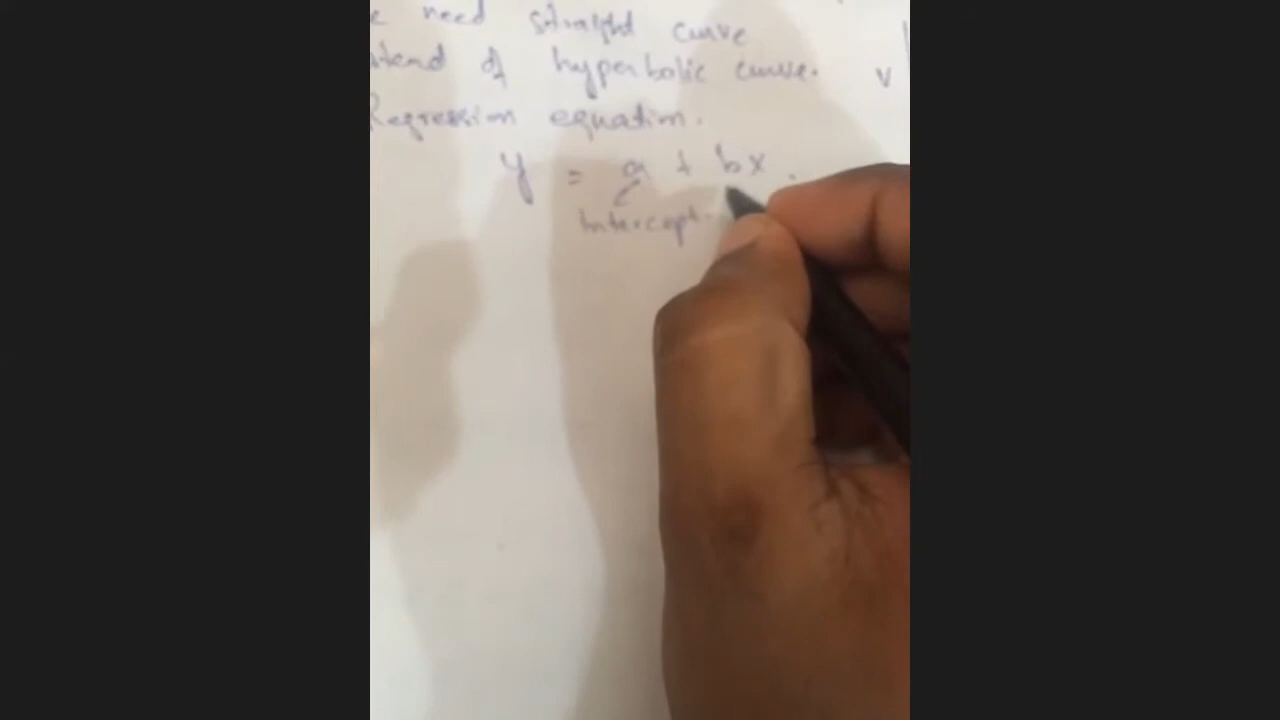 need straight curve
of hyperbolic curve. V
Regression equation.
y = a + bx.
Intercept.